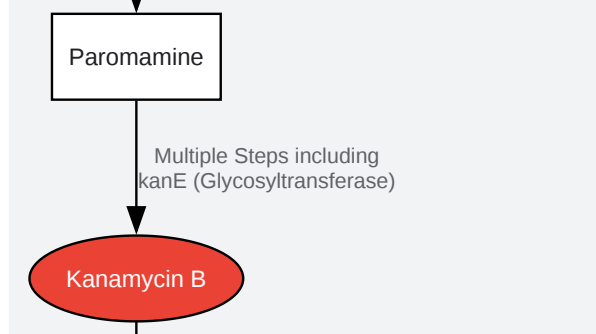 Paromamine
Multiple Steps including
kanE (Glycosyltransferase)
Kanamycin B